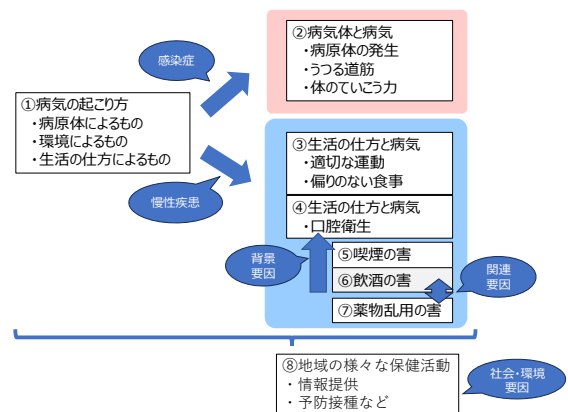 ②病気体と病気
・病原体の発生
・うつる道筋
・体のていこう力
感染症
①病気の起こり方
・病原体によるもの
・環境によるもの
・生活の仕方によるもの
③生活の仕方と病気
・適切な運動
・偏りのない食事
慢性疾患
④生活の仕方と病気
・口腔衛生
背景
要因
⑤喫煙の害
⑥飲酒の害
⑦薬物乱用の害
関連
要因
⑧地域の様々な保健活動
・情報提供
・予防接種など
社会・環境
要因